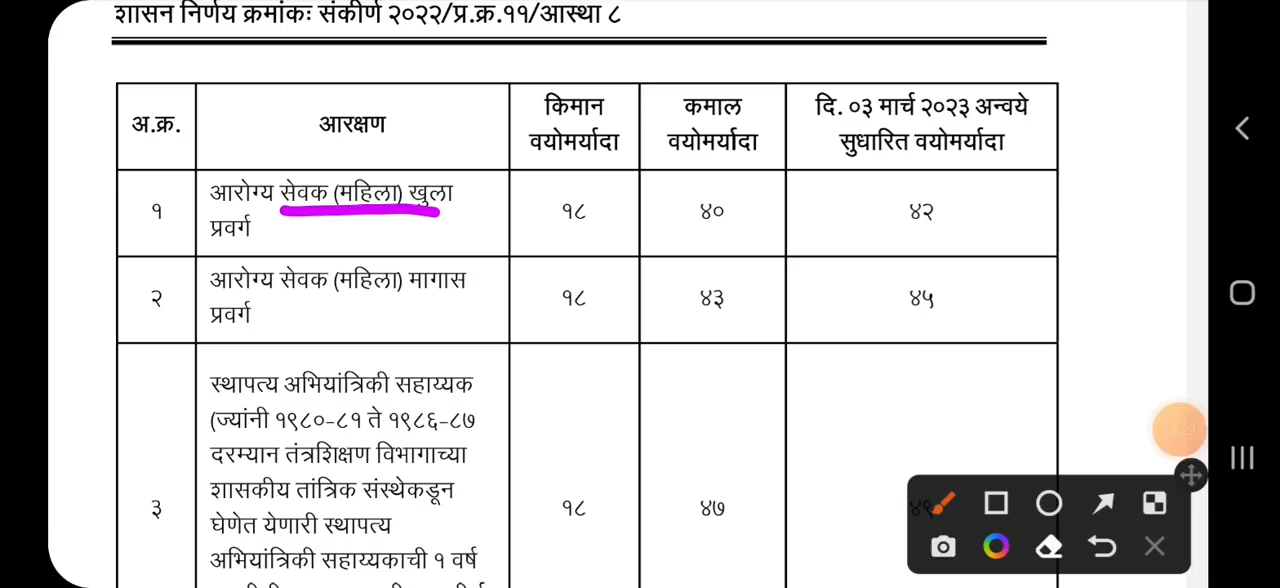 शासन निर्णय क्रमांकः संकीर्ण २०२२/प्र.क्र.११/आस्था ८
अ.क्र.
आरक्षण
किमान
वयोमर्यादा
कमाल
वयोमर्यादा
दि. ०३ मार्च २०२३ अन्वये
सुधारित वयोमर्यादा
१
आरोग्य सेवक (महिला) खुला
प्रवर्ग
१८
४०
४२
२
आरोग्य सेवक (महिला) मागास
प्रवर्ग
१८
४३
४५
३
स्थापत्य अभियांत्रिकी सहाय्यक
(ज्यांनी १९८०-८१ ते १९८६-८७
दरम्यान तंत्रशिक्षण विभागाच्या
शासकीय तांत्रिक संस्थेकडून
घेणेत येणारी स्थापत्य
अभियांत्रिकी सहाय्यकाची १ वर्ष
१८
४७
४९